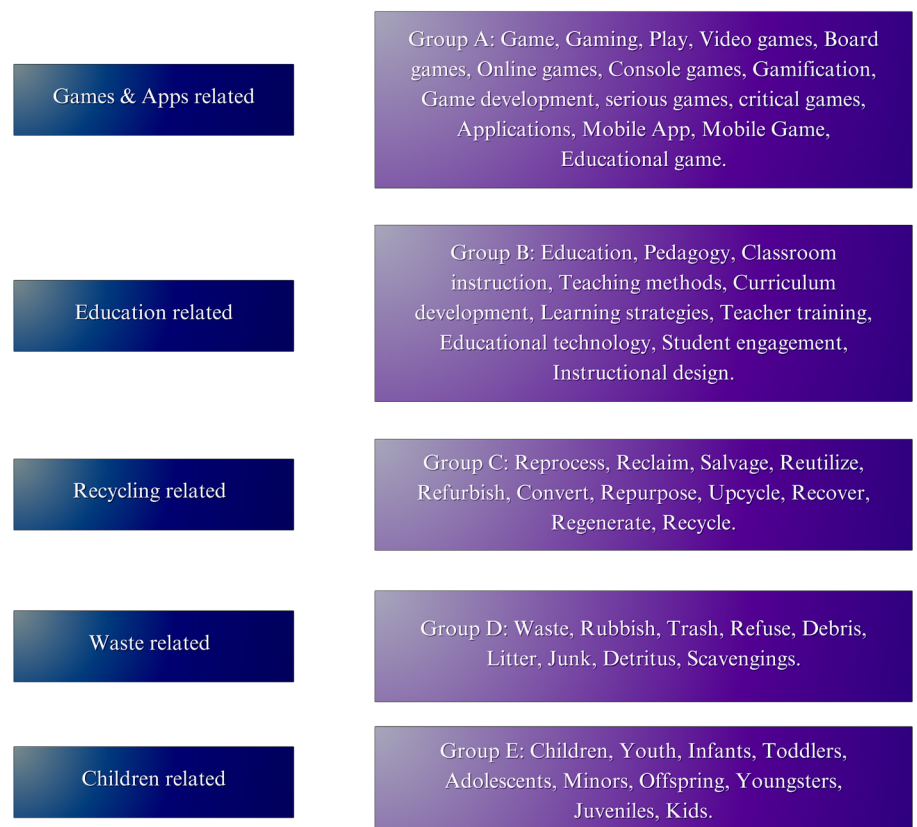 Games & Apps related
Group A: Game, Gaming, Play, Video games, Board
games, Online games, Console games, Gamification,
Game development, serious games, critical games,
Applications, Mobile App, Mobile Game,
Educational game.
Education related
Group B: Education, Pedagogy, Classroom
instruction, Teaching methods, Curriculum
development, Learning strategies, Teacher training,
Educational technology, Student engagement,
Instructional design.
Recycling related
Group C: Reprocess, Reclaim, Salvage, Reutilize,
Refurbish, Convert, Repurpose, Upcycle, Recover,
Regenerate, Recycle.
Waste related
Group D: Waste, Rubbish, Trash, Refuse, Debris,
Litter, Junk, Detritus, Scavengings.
Children related
Group E: Children, Youth, Infants, Toddlers,
Adolescents, Minors, Offspring, Youngsters,
Juveniles, Kids.